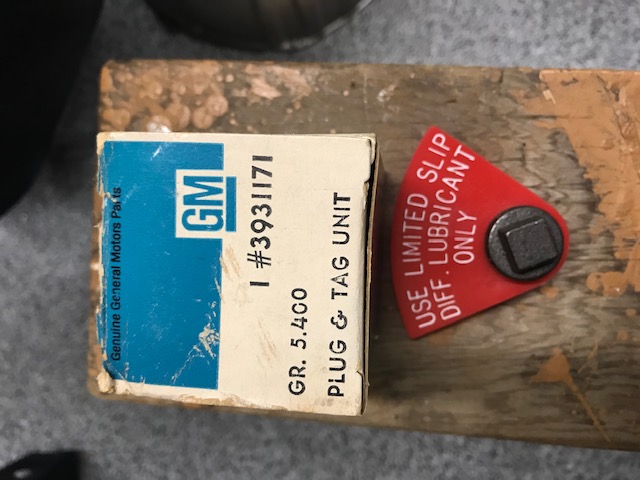 Genuine General Motors Parts
GM
1 #3931171
GR. 5.400
PLUG & TAG UNIT
USE LIMITED SLIP
DIFF. LUBRICANT
ONLY